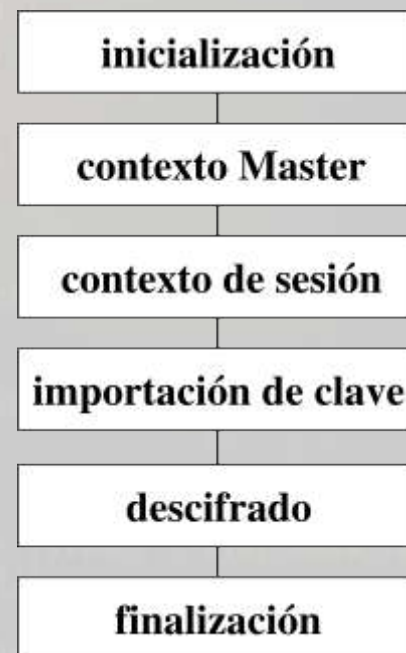 inicialización
contexto Master
contexto de sesión
importación de clave
descifrado
finalización